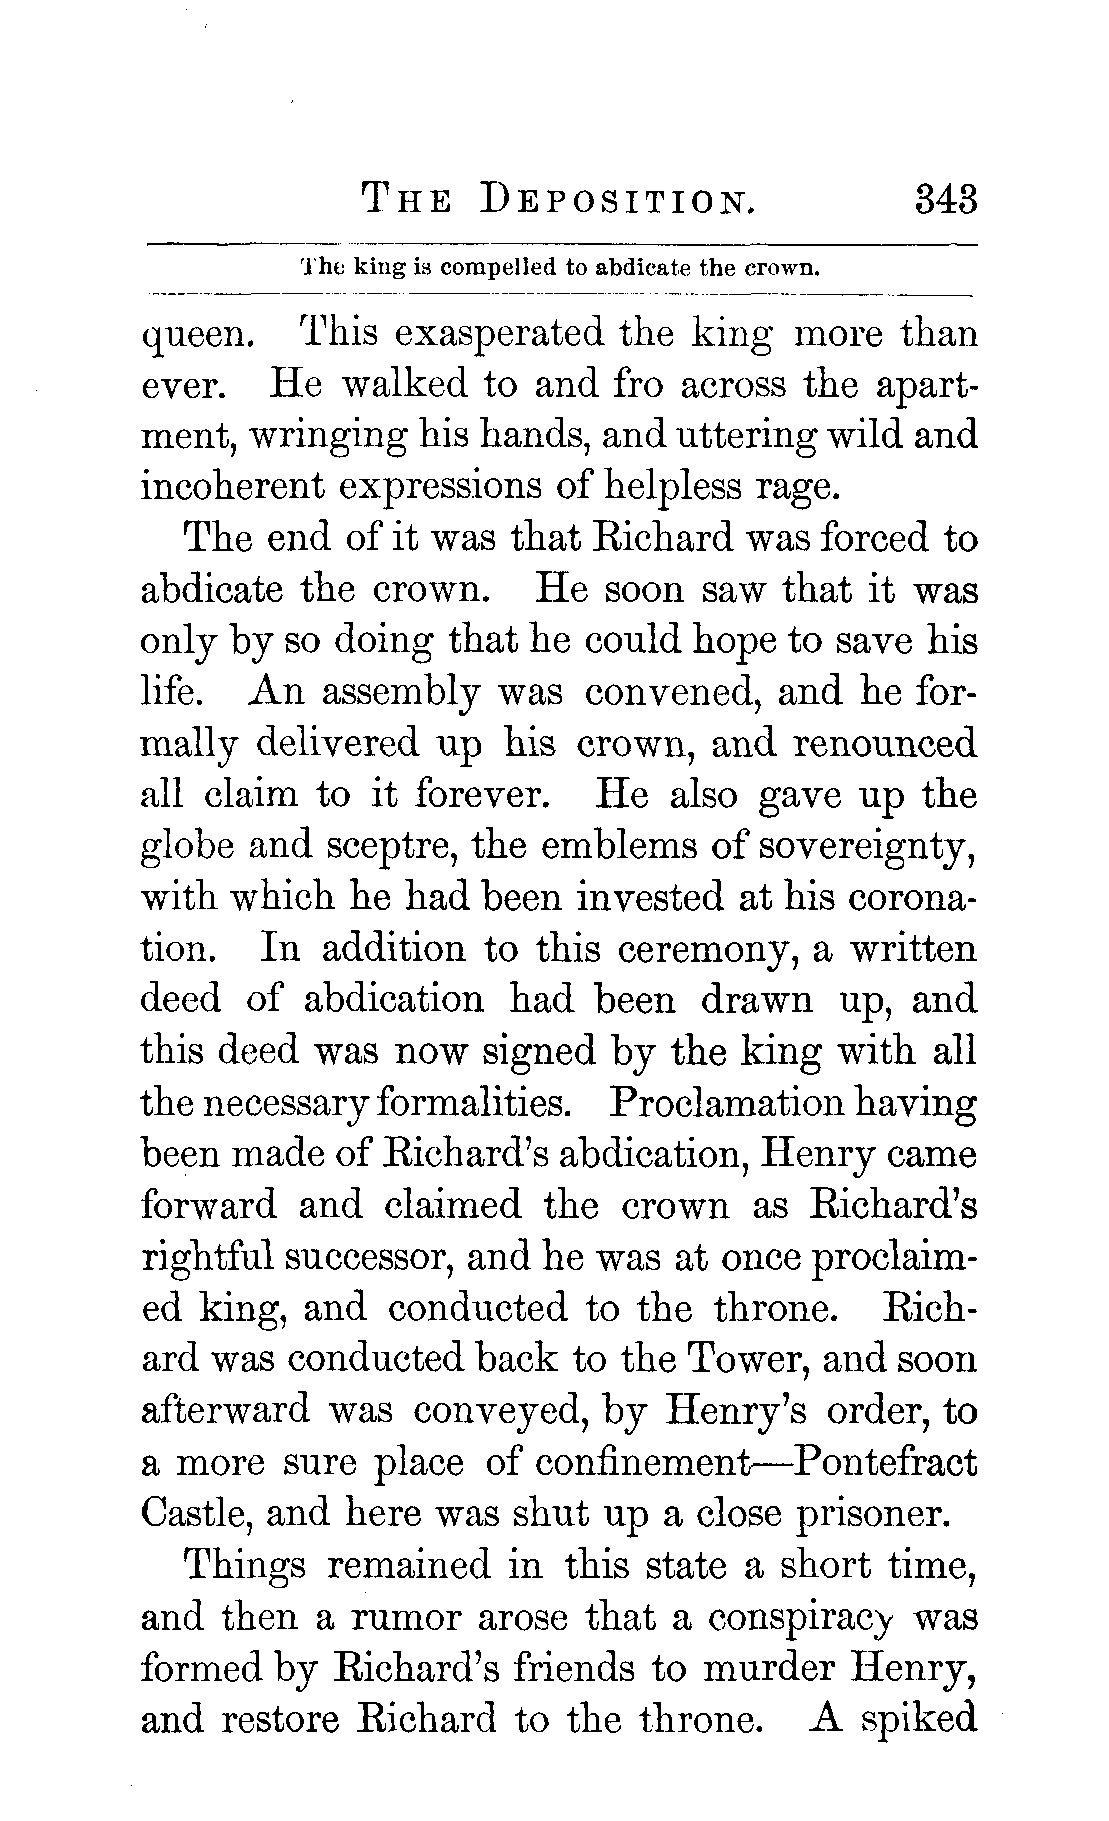 THE DEPOSITION. 343
The king is compelled to abdicate the crown.
queen. This exasperated the king more than
ever. He walked to and fro across the apart-
ment, wringing his hands, and uttering wild and
incoherent expressions of helpless rage.
The end of it was that Richard was forced to
abdicate the crown. He soon saw that it was
only by so doing that he could hope to save his
life. An assembly was convened, and he for-
mally delivered up his crown, and renounced
all claim to it forever. He also gave up the
globe and sceptre, the emblems of sovereignty,
with which he had been invested at his corona-
tion. In addition to this ceremony, a written
deed of abdication had been drawn up, and
this deed was now signed by the king with all
the necessary formalities. Proclamation having
been made of Richard's abdication, Henry came
forward and claimed the crown as Richard's
rightful successor, and he was at once proclaim-
ed king, and conducted to the throne. Rich-
ard was conducted back to the Tower, and soon
afterward was conveyed, by Henry's order, to
a more sure place of confinement—Pontefract
Castle, and here was shut up a close prisoner.
Things remained in this state a short time,
and then a rumor arose that a conspiracy was
formed by Richard's friends to murder Henry,
and restore Richard to the throne. A spiked